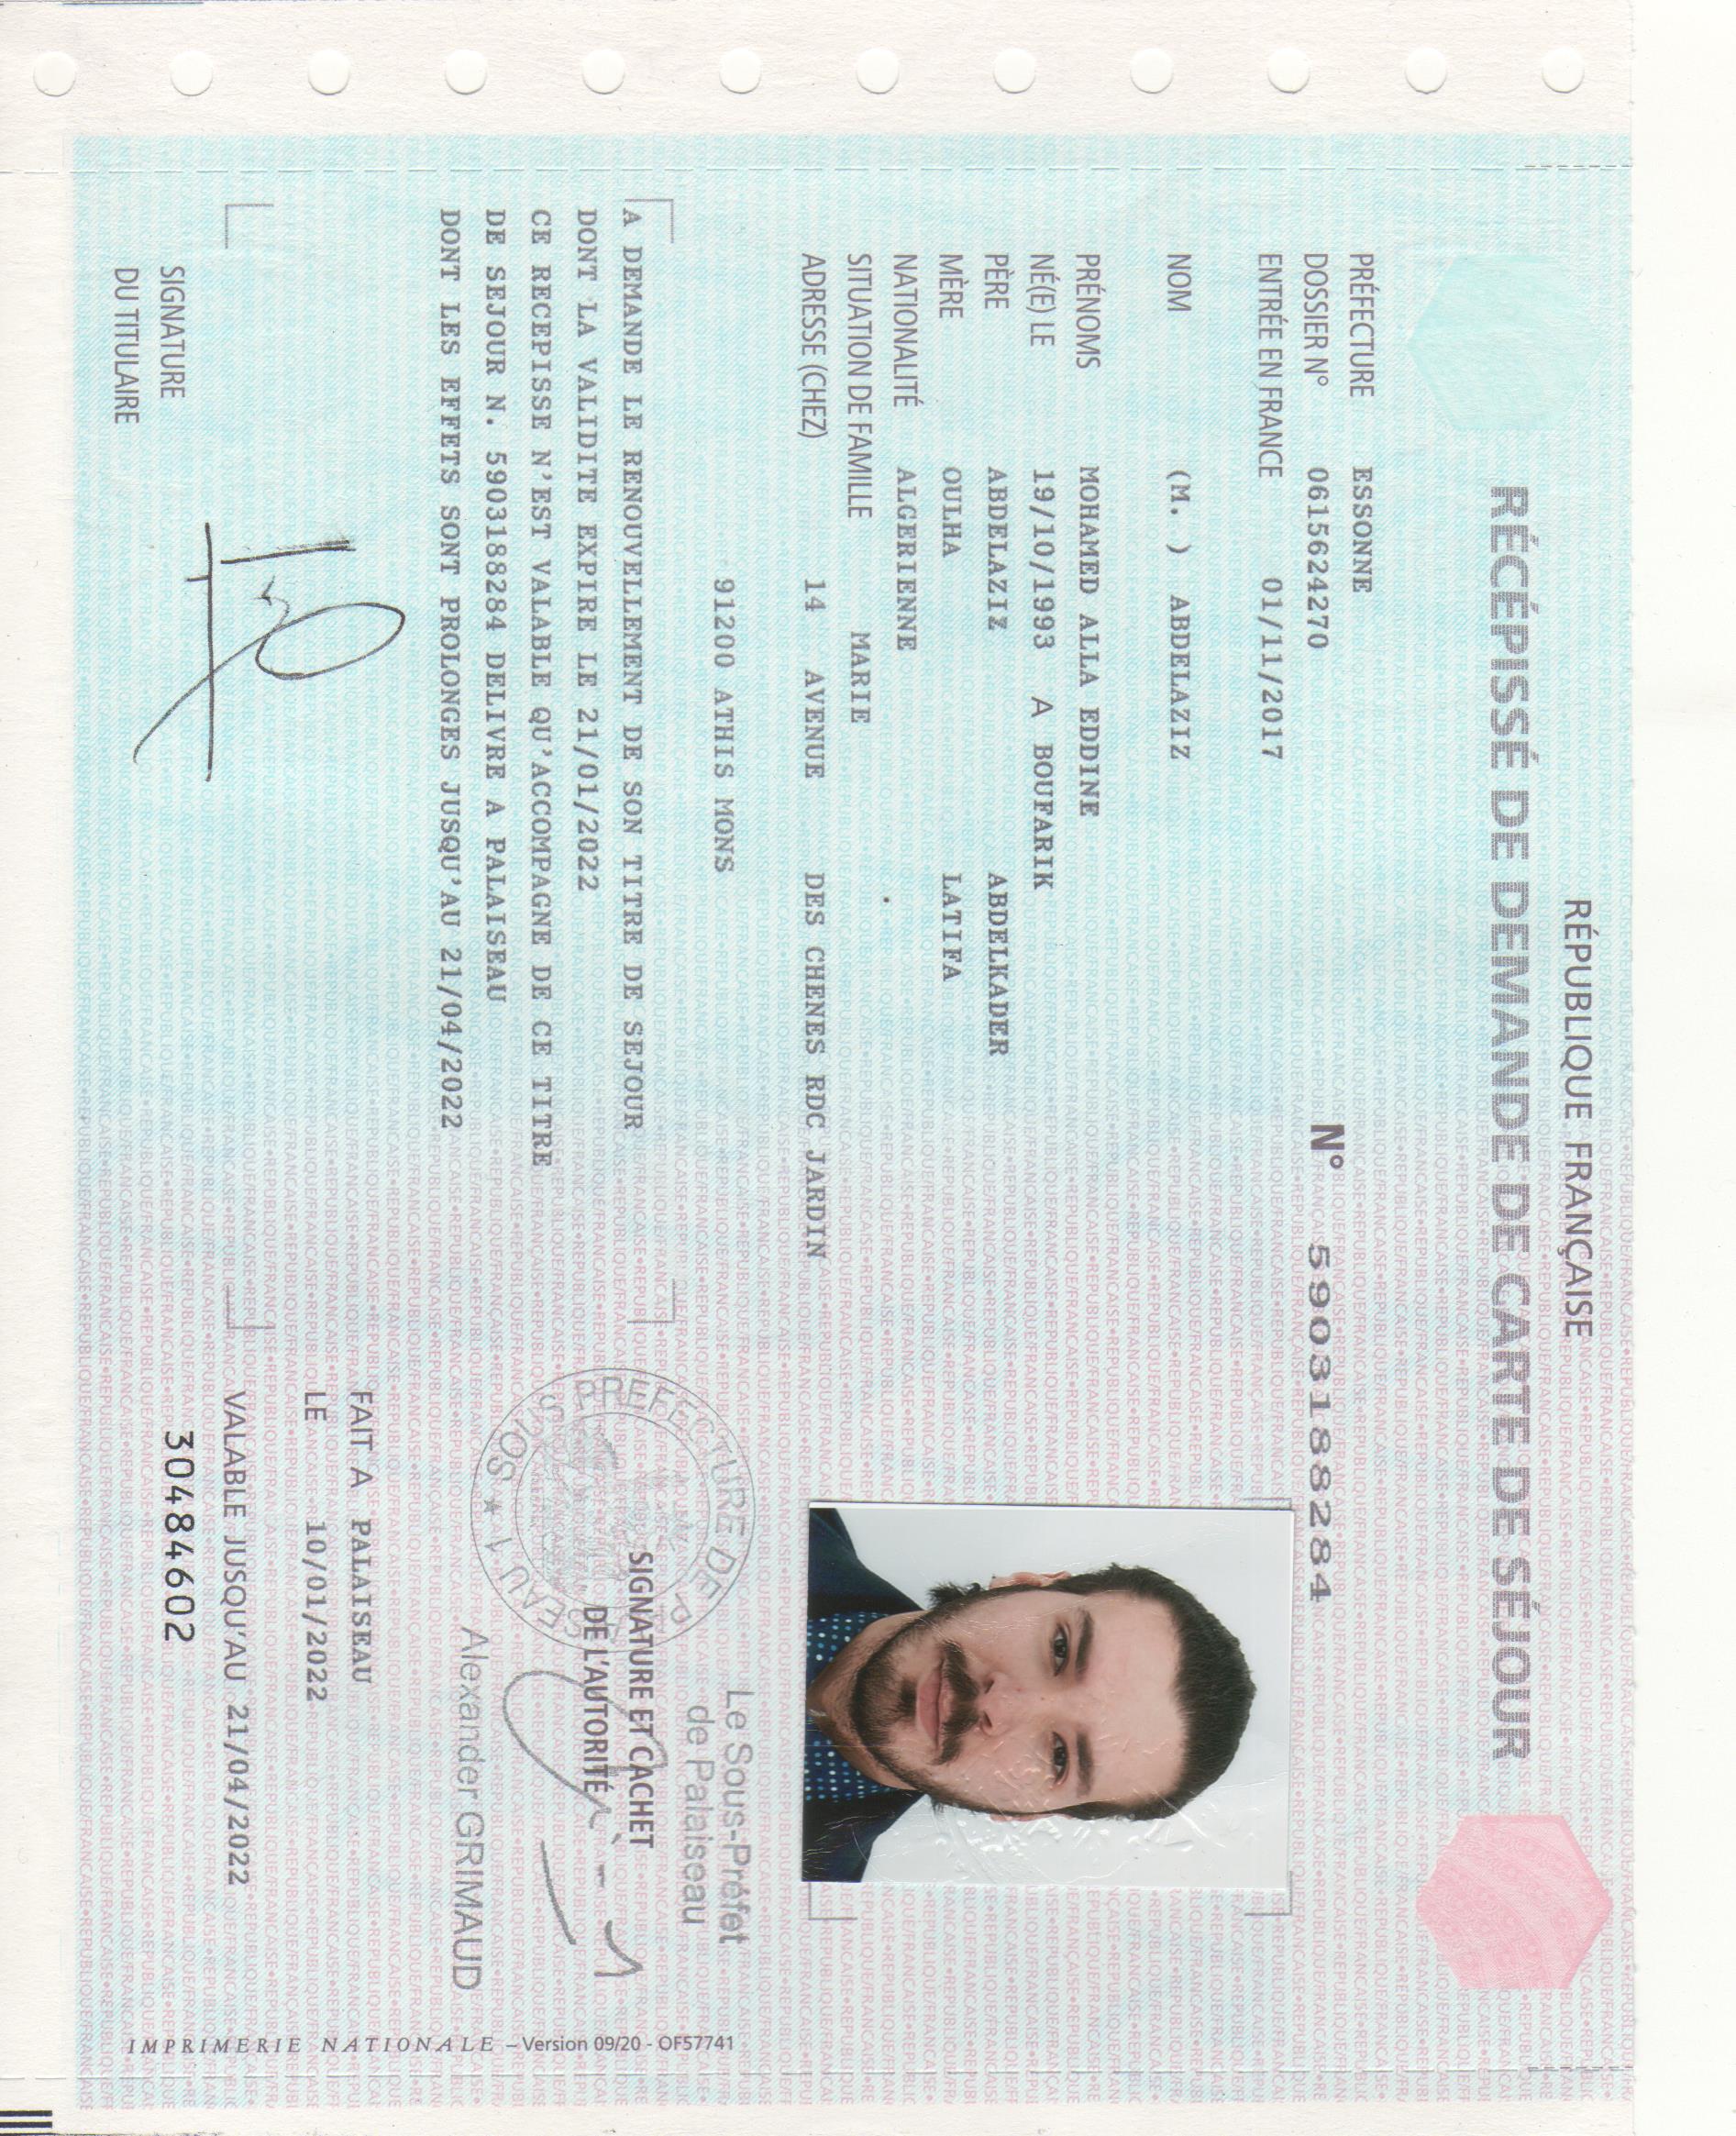 RÉPUBLIQUE FRANÇAISE
RÉCÉPISSÉ DE DEMANDE DE CARTE DE SÉJOUR
N° 5903188284
PRÉFECTURE ESSONNE
DOSSIER N° 0615624270
ENTRÉE EN FRANCE 01/11/2017
NOM (M. ) ABDELAZIZ
PRÉNOMS MOHAMED ALLA EDDINE
NÉ(E) LE 19/10/1993 A BOUFARIK
PÈRE ABDELAZIZ ABDELKADER
MÈRE OULHA LATIFA
NATIONALITÉ ALGERIENNE
SITUATION DE FAMILLE MARIE
ADRESSE (CHEZ) 14 AVENUE DES CHENES RDC JARDIN
91200 ATHIS MONS
A DEMANDE LE RENOUVELLEMENT DE SON TITRE DE SEJOUR
DONT LA VALIDITE EXPIRE LE 21/01/2022
CE RECEPISSE N'EST VALABLE QU'ACCOMPAGNE DE CE TITRE
DE SEJOUR N. 5903188284 DELIVRE A PALAISEAU
DONT LES EFFETS SONT PROLONGES JUSQU'AU 21/04/2022
SIGNATURE
DU TITULAIRE
Le Sous-Préfet
de Palaiseau
SIGNATURE ET CACHET
DE L'AUTORITÉ
Alexander GRIMAUD
FAIT A PALAISEAU
LE 10/01/2022
VALABLE JUSQU'AU 21/04/2022
30484602
IMPRIMERIE NATIONALE – Version 09/20 - OF57741